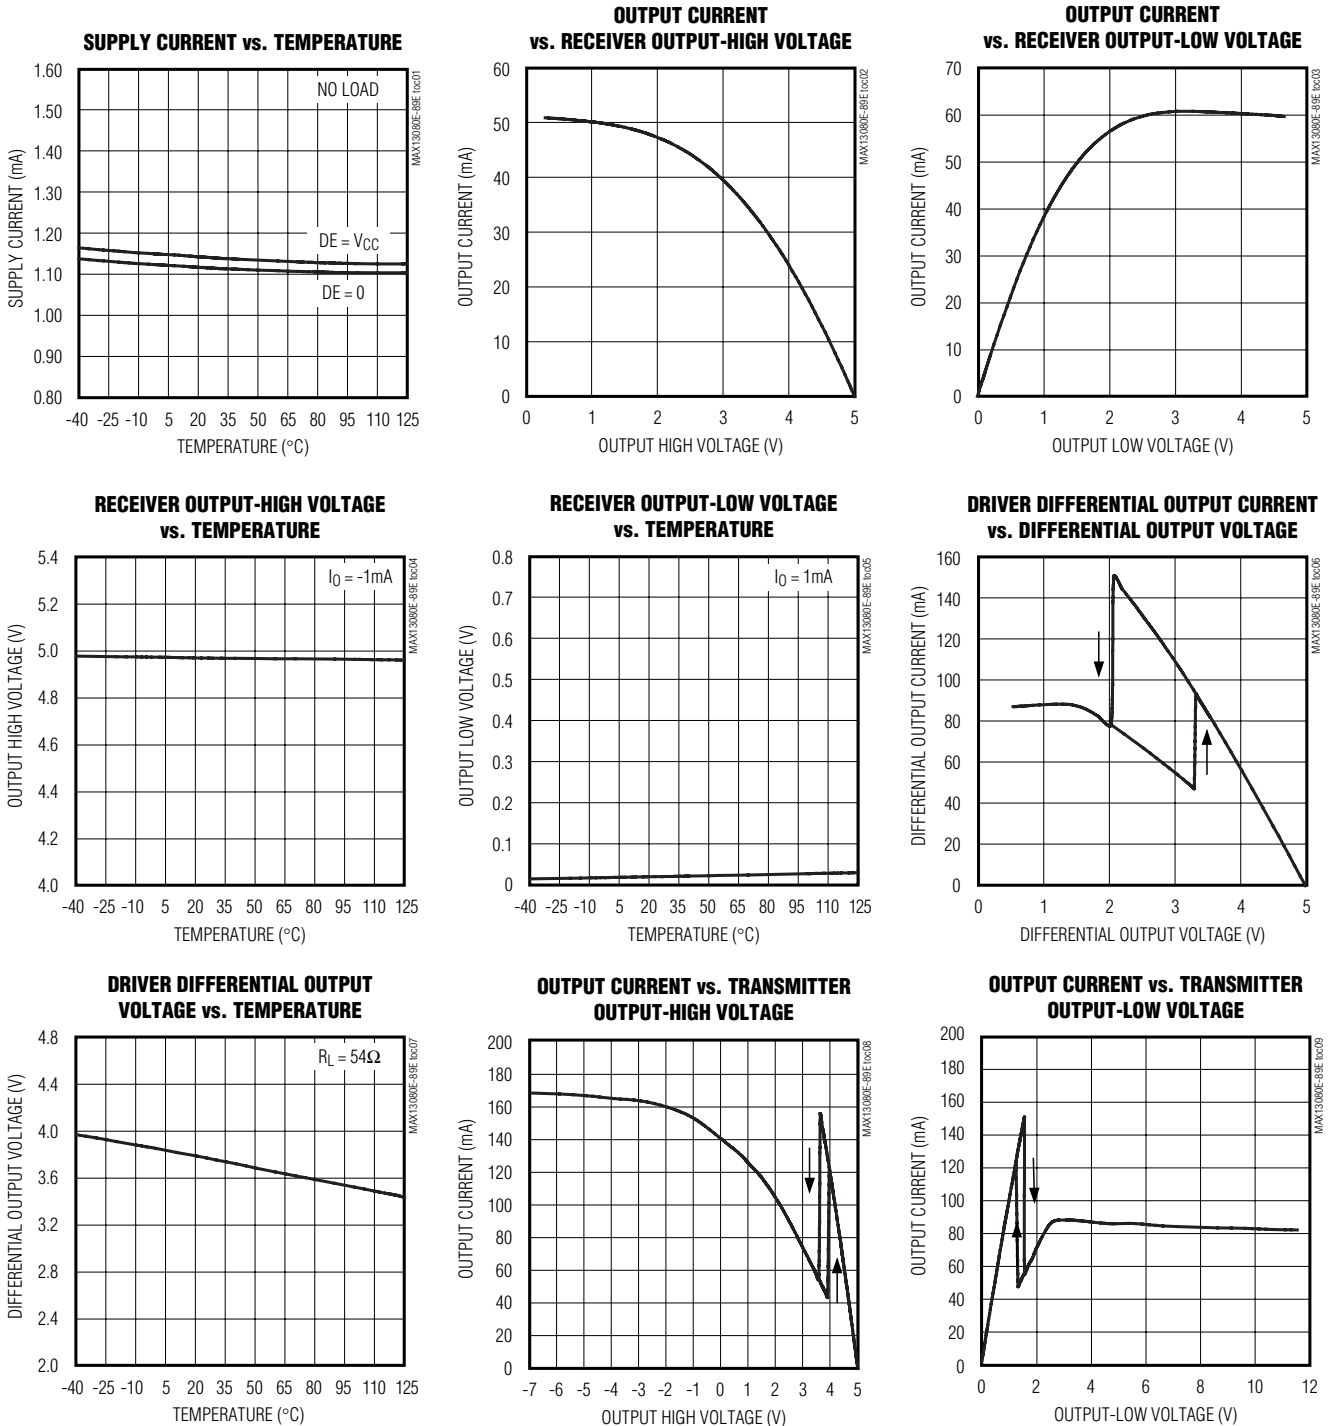 SUPPLY CURRENT vs. TEMPERATURE
SUPPLY CURRENT (mA)
1.60
1.50
1.40
1.30
1.20
1.10
1.00
0.90
0.80
NO LOAD
DE = VCC
DE = 0
MAX13080E-89E toc01
-40 -25 -10 5 20 35 50 65 80 95 110 125
TEMPERATURE (°C)
OUTPUT CURRENT
vs. RECEIVER OUTPUT-HIGH VOLTAGE
OUTPUT CURRENT (mA)
60
50
40
30
20
10
0
MAX13080E-89E toc02
0 1 2 3 4 5
OUTPUT HIGH VOLTAGE (V)
OUTPUT CURRENT
vs. RECEIVER OUTPUT-LOW VOLTAGE
OUTPUT CURRENT (mA)
70
60
50
40
30
20
10
0
MAX13080E-89E toc03
0 1 2 3 4 5
OUTPUT LOW VOLTAGE (V)
RECEIVER OUTPUT-HIGH VOLTAGE
vs. TEMPERATURE
OUTPUT HIGH VOLTAGE (V)
5.4
5.2
5.0
4.8
4.6
4.4
4.2
4.0
IO = -1mA
MAX13080E-89E toc04
-40 -25 -10 5 20 35 50 65 80 95 110 125
TEMPERATURE (°C)
RECEIVER OUTPUT-LOW VOLTAGE
vs. TEMPERATURE
OUTPUT LOW VOLTAGE (V)
0.8
0.7
0.6
0.5
0.4
0.3
0.2
0.1
0
IO = 1mA
MAX13080E-89E toc05
-40 -25 -10 5 20 35 50 65 80 95 110 125
TEMPERATURE (°C)
DRIVER DIFFERENTIAL OUTPUT CURRENT
vs. DIFFERENTIAL OUTPUT VOLTAGE
DIFFERENTIAL OUTPUT CURRENT (mA)
160
140
120
100
80
60
40
20
0
MAX13080E-89E toc06
0 1 2 3 4 5
DIFFERENTIAL OUTPUT VOLTAGE (V)
DRIVER DIFFERENTIAL OUTPUT
VOLTAGE vs. TEMPERATURE
DIFFERENTIAL OUTPUT VOLTAGE (V)
4.8
4.4
4.0
3.6
3.2
2.8
2.4
2.0
RL = 54Ω
MAX13080E-89E toc07
-40 -25 -10 5 20 35 50 65 80 95 110 125
TEMPERATURE (°C)
OUTPUT CURRENT vs. TRANSMITTER
OUTPUT-HIGH VOLTAGE
OUTPUT CURRENT (mA)
200
180
160
140
120
100
80
60
40
20
0
MAX13080E-89E toc08
-7 -6 -5 -4 -3 -2 -1 0 1 2 3 4 5
OUTPUT HIGH VOLTAGE (V)
OUTPUT CURRENT vs. TRANSMITTER
OUTPUT-LOW VOLTAGE
OUTPUT CURRENT (mA)
200
180
160
140
120
100
80
60
40
20
0
MAX13080E-89E toc09
0 2 4 6 8 10 12
OUTPUT-LOW VOLTAGE (V)